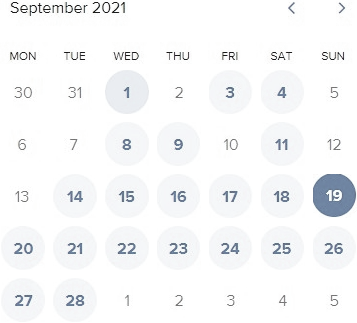 September 2021
MON TUE WED THU FRI SAT SUN
30 31 1 2 3 4 5
6 7 8 9 10 11 12
13 14 15 16 17 18 19
20 21 22 23 24 25 26
27 28 1 2 3 4 5